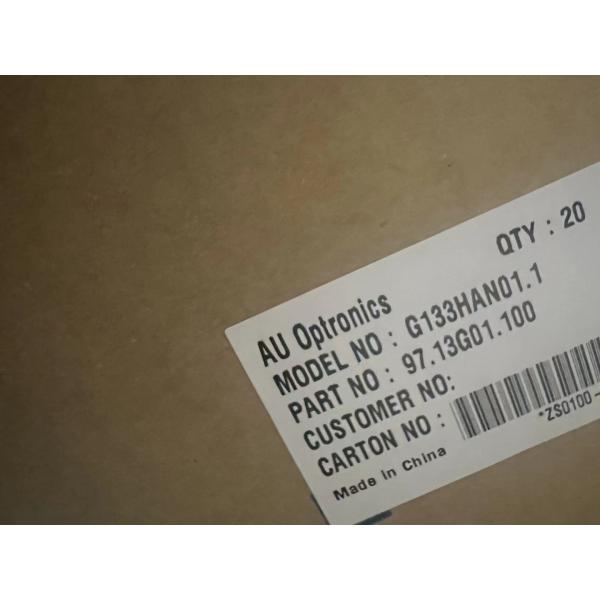 QTY : 20
AU Optronics
MODEL NO : G133HAN01.1
PART NO : 97.13G01.100
CUSTOMER NO:
CARTON NO :
*ZS0100-
Made in China